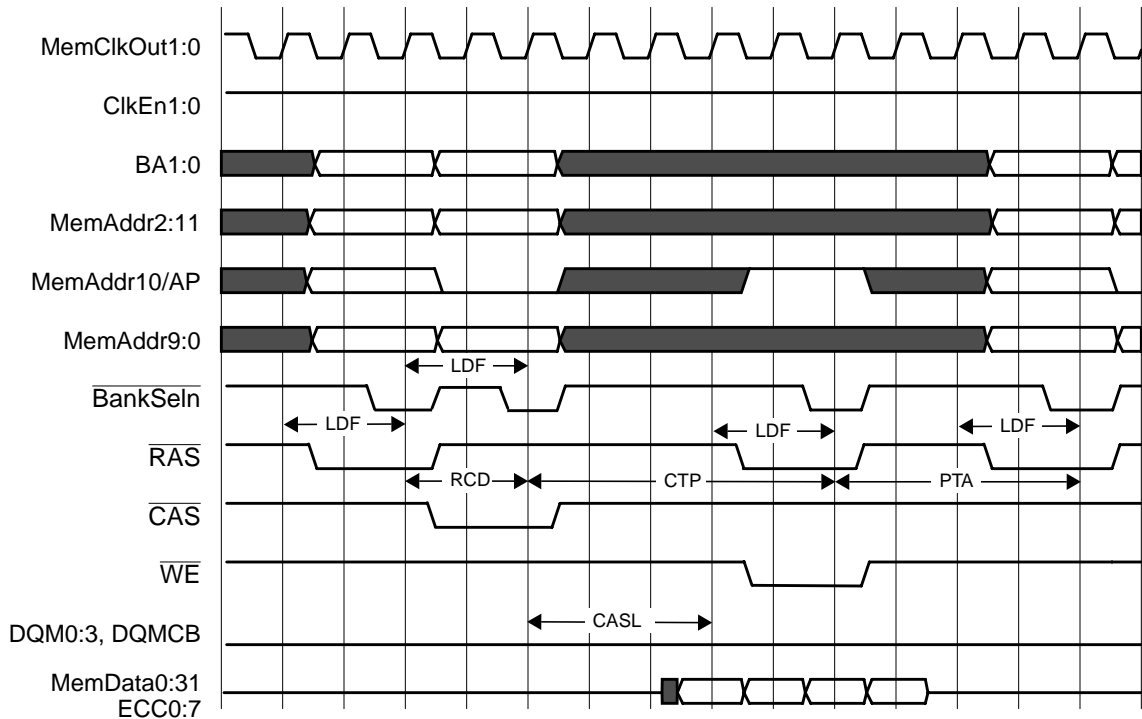 MemClkOut1:0
ClkEn1:0
BA1:0
MemAddr2:11
MemAddr10/AP
MemAddr9:0
LDF
BankSeln
LDF
LDF
LDF
RAS
RCD
CTP
PTA
CAS
WE
CASL
DQM0:3, DQMCB
MemData0:31
ECC0:7